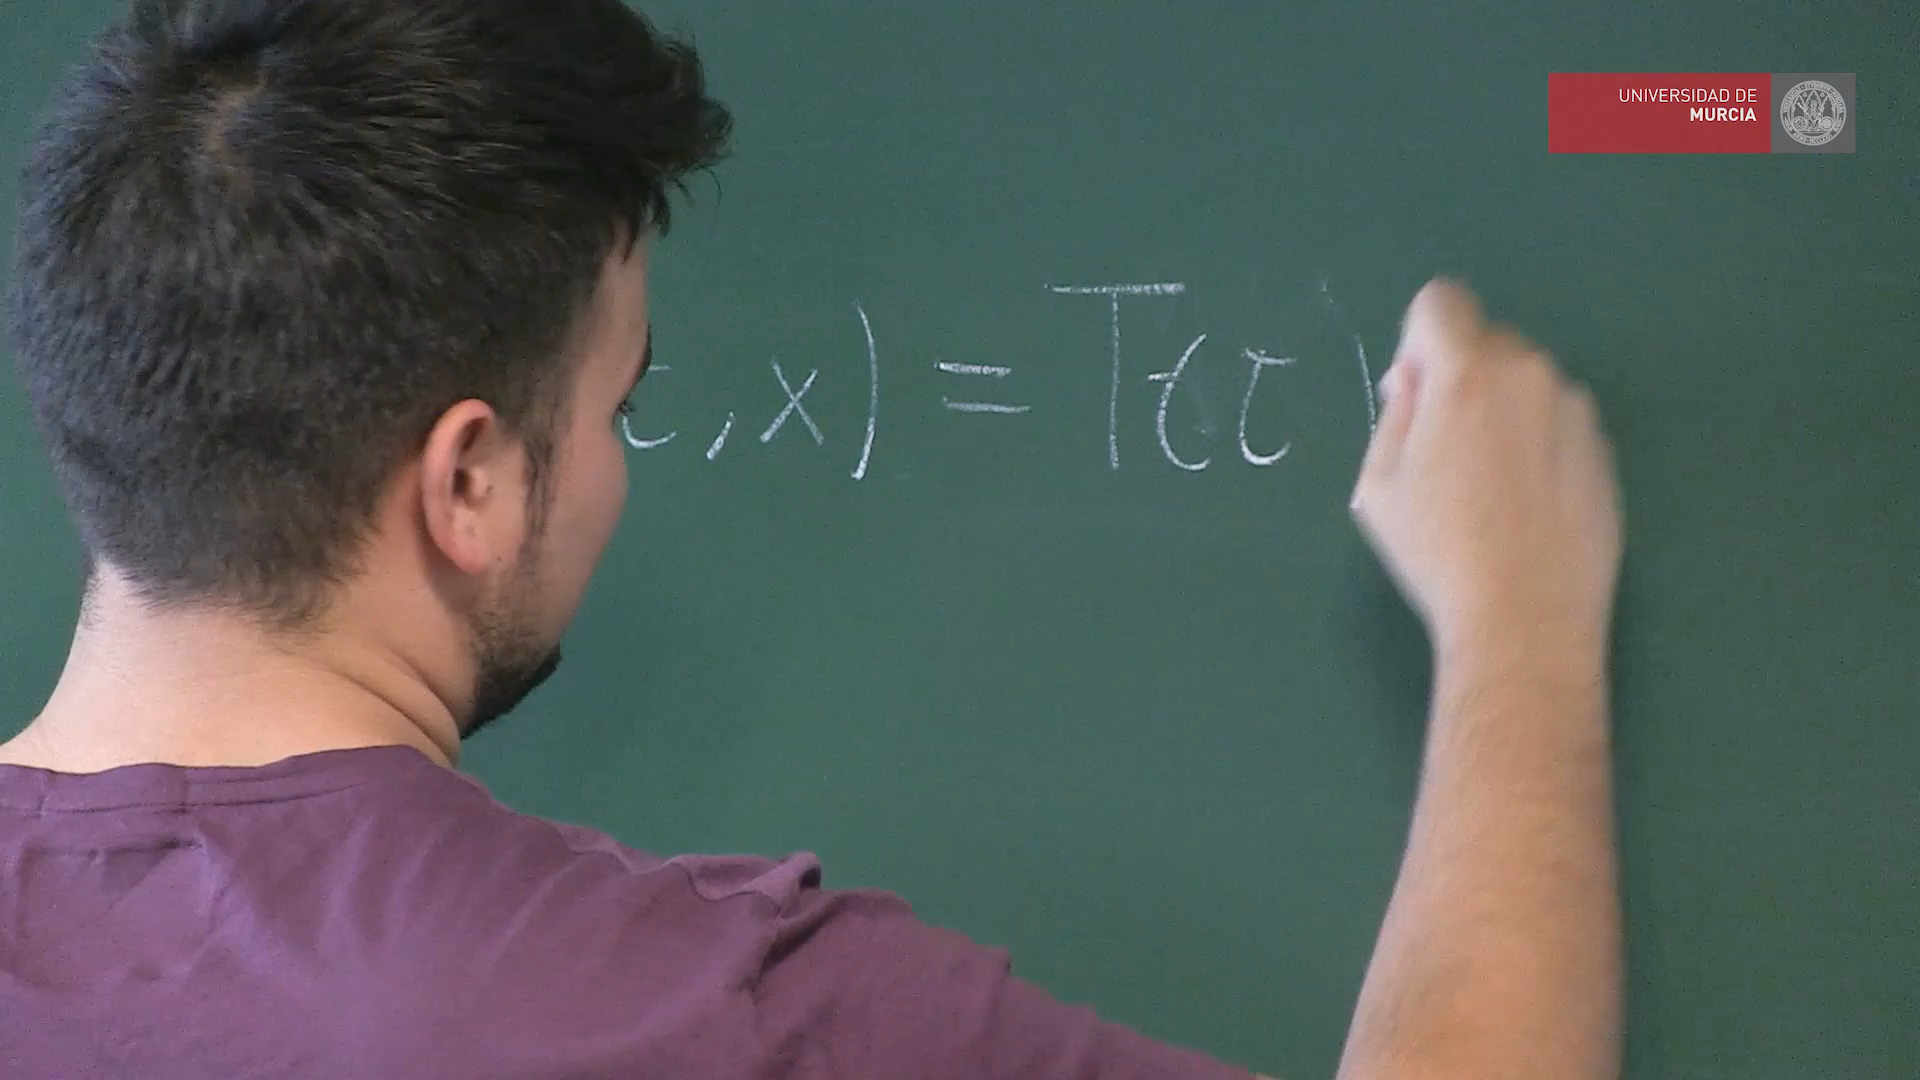 UNIVERSIDAD DE
MURCIA
t,x) = T(t)